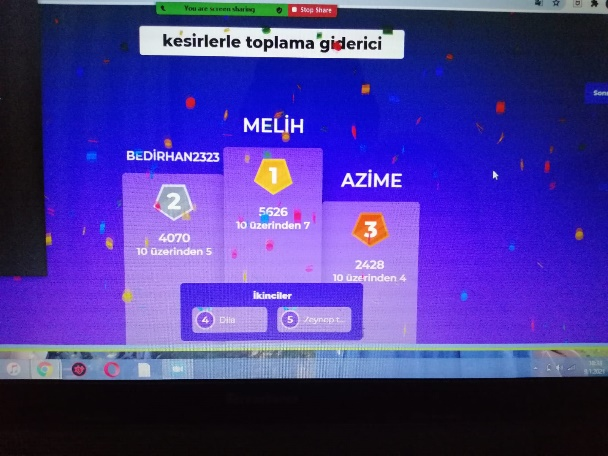 You are screen sharing
Stop Share
kesirlerle toplama giderici
MELİH
BEDİRHAN2323
AZİME
1
5626
10 üzerinden 7
2
4070
10 üzerinden 5
3
2428
10 üzerinden 4
İkinciler
4 Dila
5 Zeynep t...